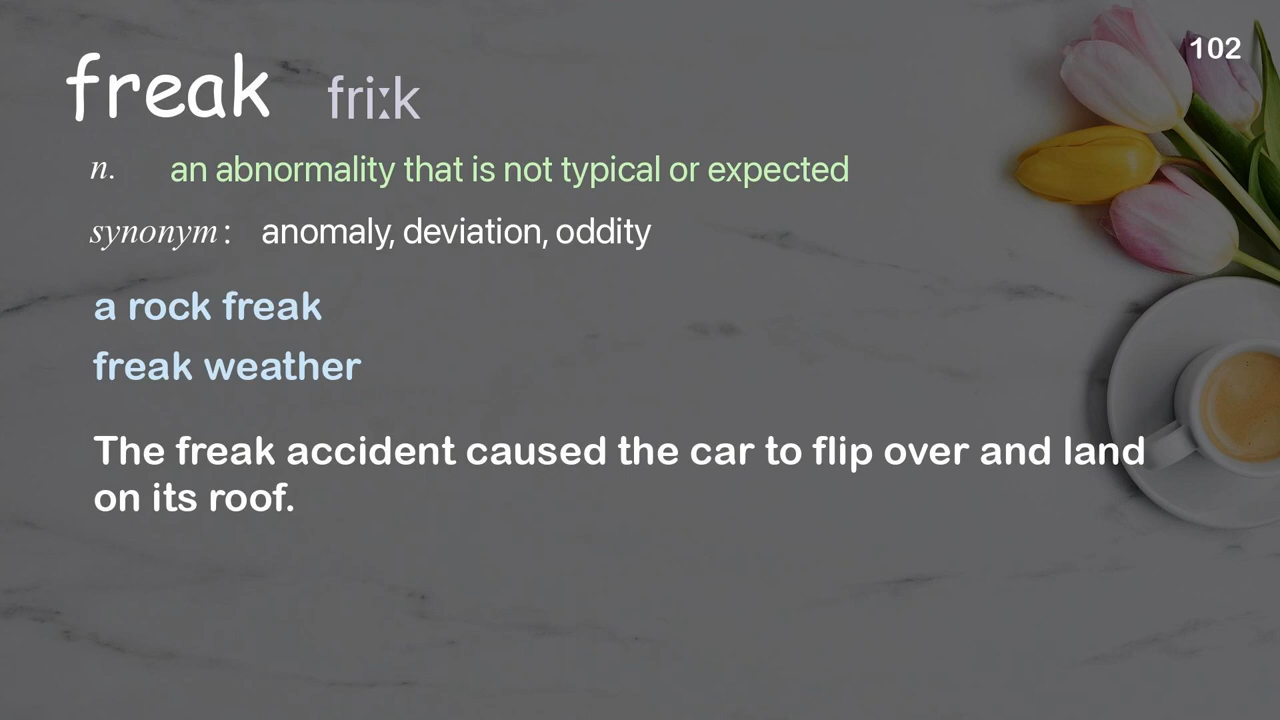 102
freak friːk
n. an abnormality that is not typical or expected
synonym: anomaly, deviation, oddity
a rock freak
freak weather
The freak accident caused the car to flip over and land
on its roof.